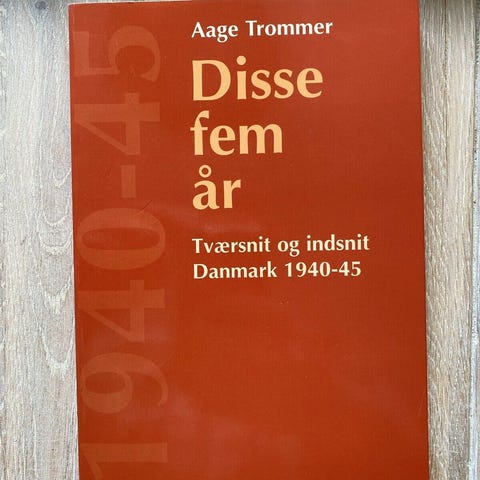 Aage Trommer
Disse
fem
år
Tværsnit og indsnit
Danmark 1940-45
1940-45